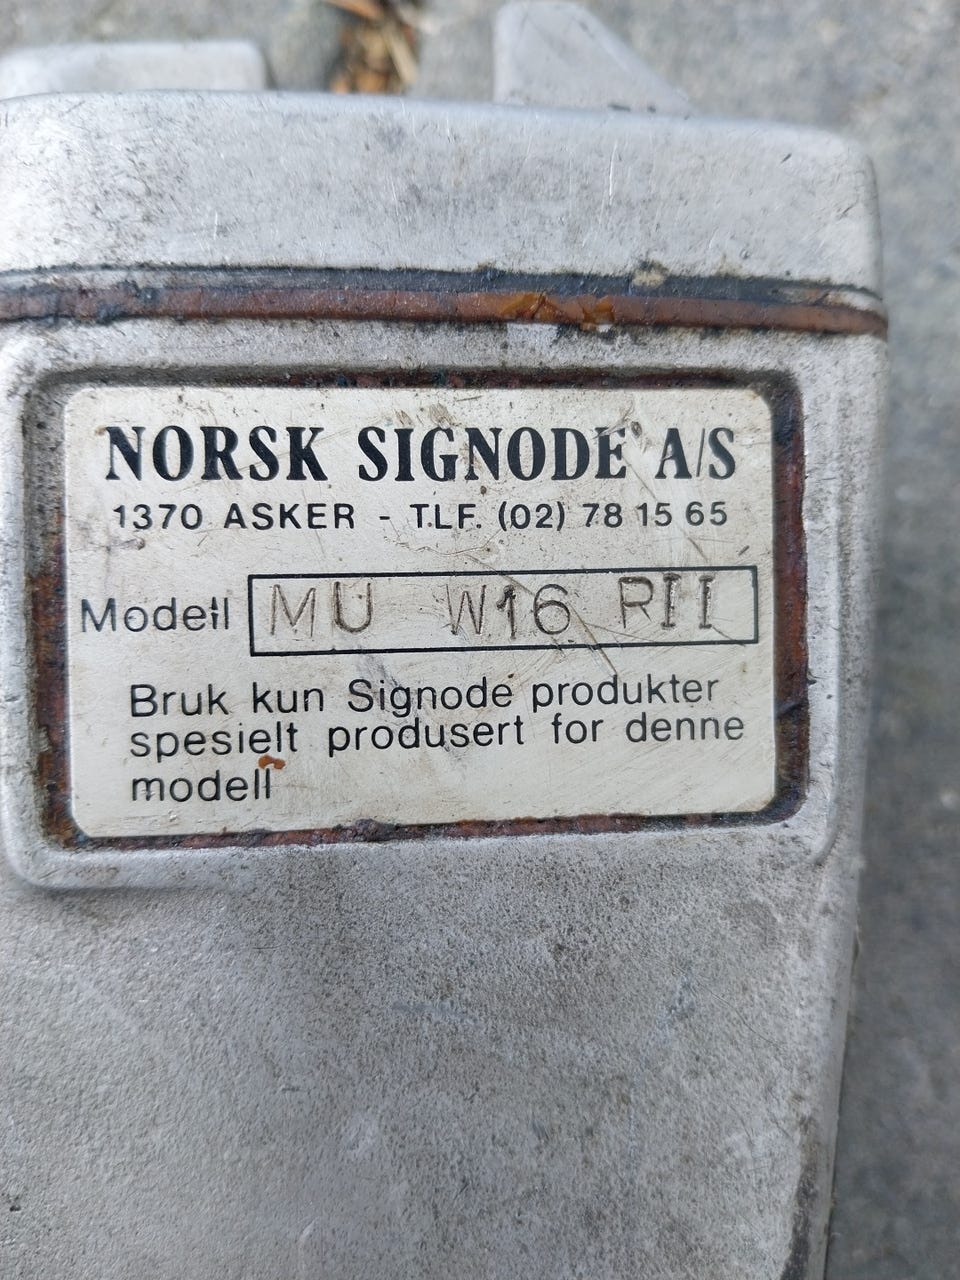 NORSK SIGNODE A/S
1370 ASKER - TLF. (02) 78 15 65
Modell MU W16 RII
Bruk kun Signode produkter
spesielt produsert for denne
modell